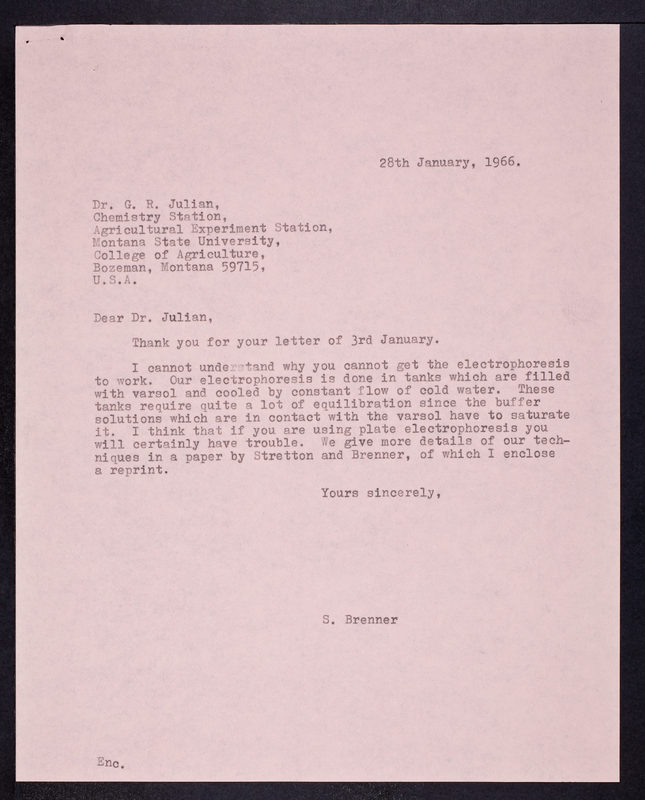 28th January, 1966.
Dr. G. R. Julian,
Chemistry Station,
Agricultural Experiment Station,
Montana State University,
College of Agriculture,
Bozeman, Montana 59715,
U.S.A.
Dear Dr. Julian,
Thank you for your letter of 3rd January.
I cannot understand why you cannot get the electrophoresis
to work. Our electrophoresis is done in tanks which are filled
with varsol and cooled by constant flow of cold water. These
tanks require quite a lot of equilibration since the buffer
solutions which are in contact with the varsol have to saturate
it. I think that if you are using plate electrophoresis you
will certainly have trouble. We give more details of our tech-
niques in a paper by Stretton and Brenner, of which I enclose
a reprint.
Yours sincerely,
S. Brenner
Enc.